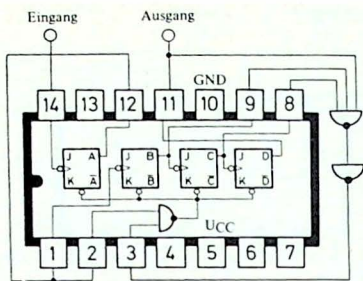 Eingang Ausgang
GND
14 13 12 11 10 9 8
J A J B J C J D
K A̅ K B̅ K C̅ K D̅
UCC
1 2 3 4 5 6 7